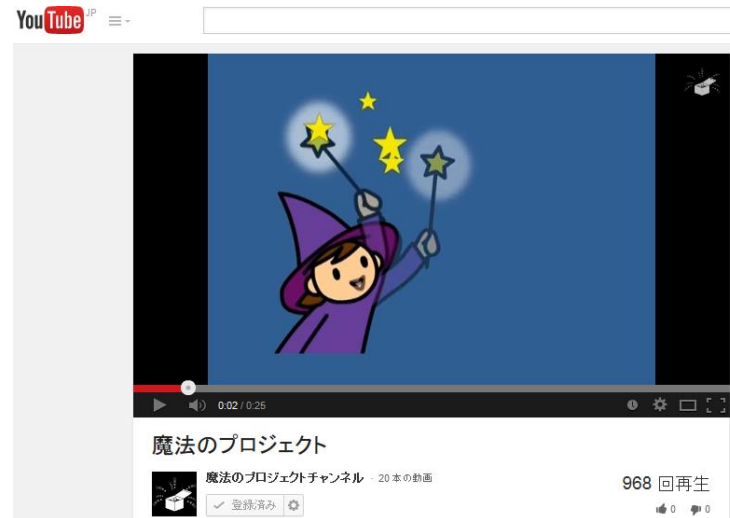 YouTube JP
0:02 / 0:25
魔法のプロジェクト
魔法のプロジェクトチャンネル · 20 本の動画
登録済み
968 回再生
0 0